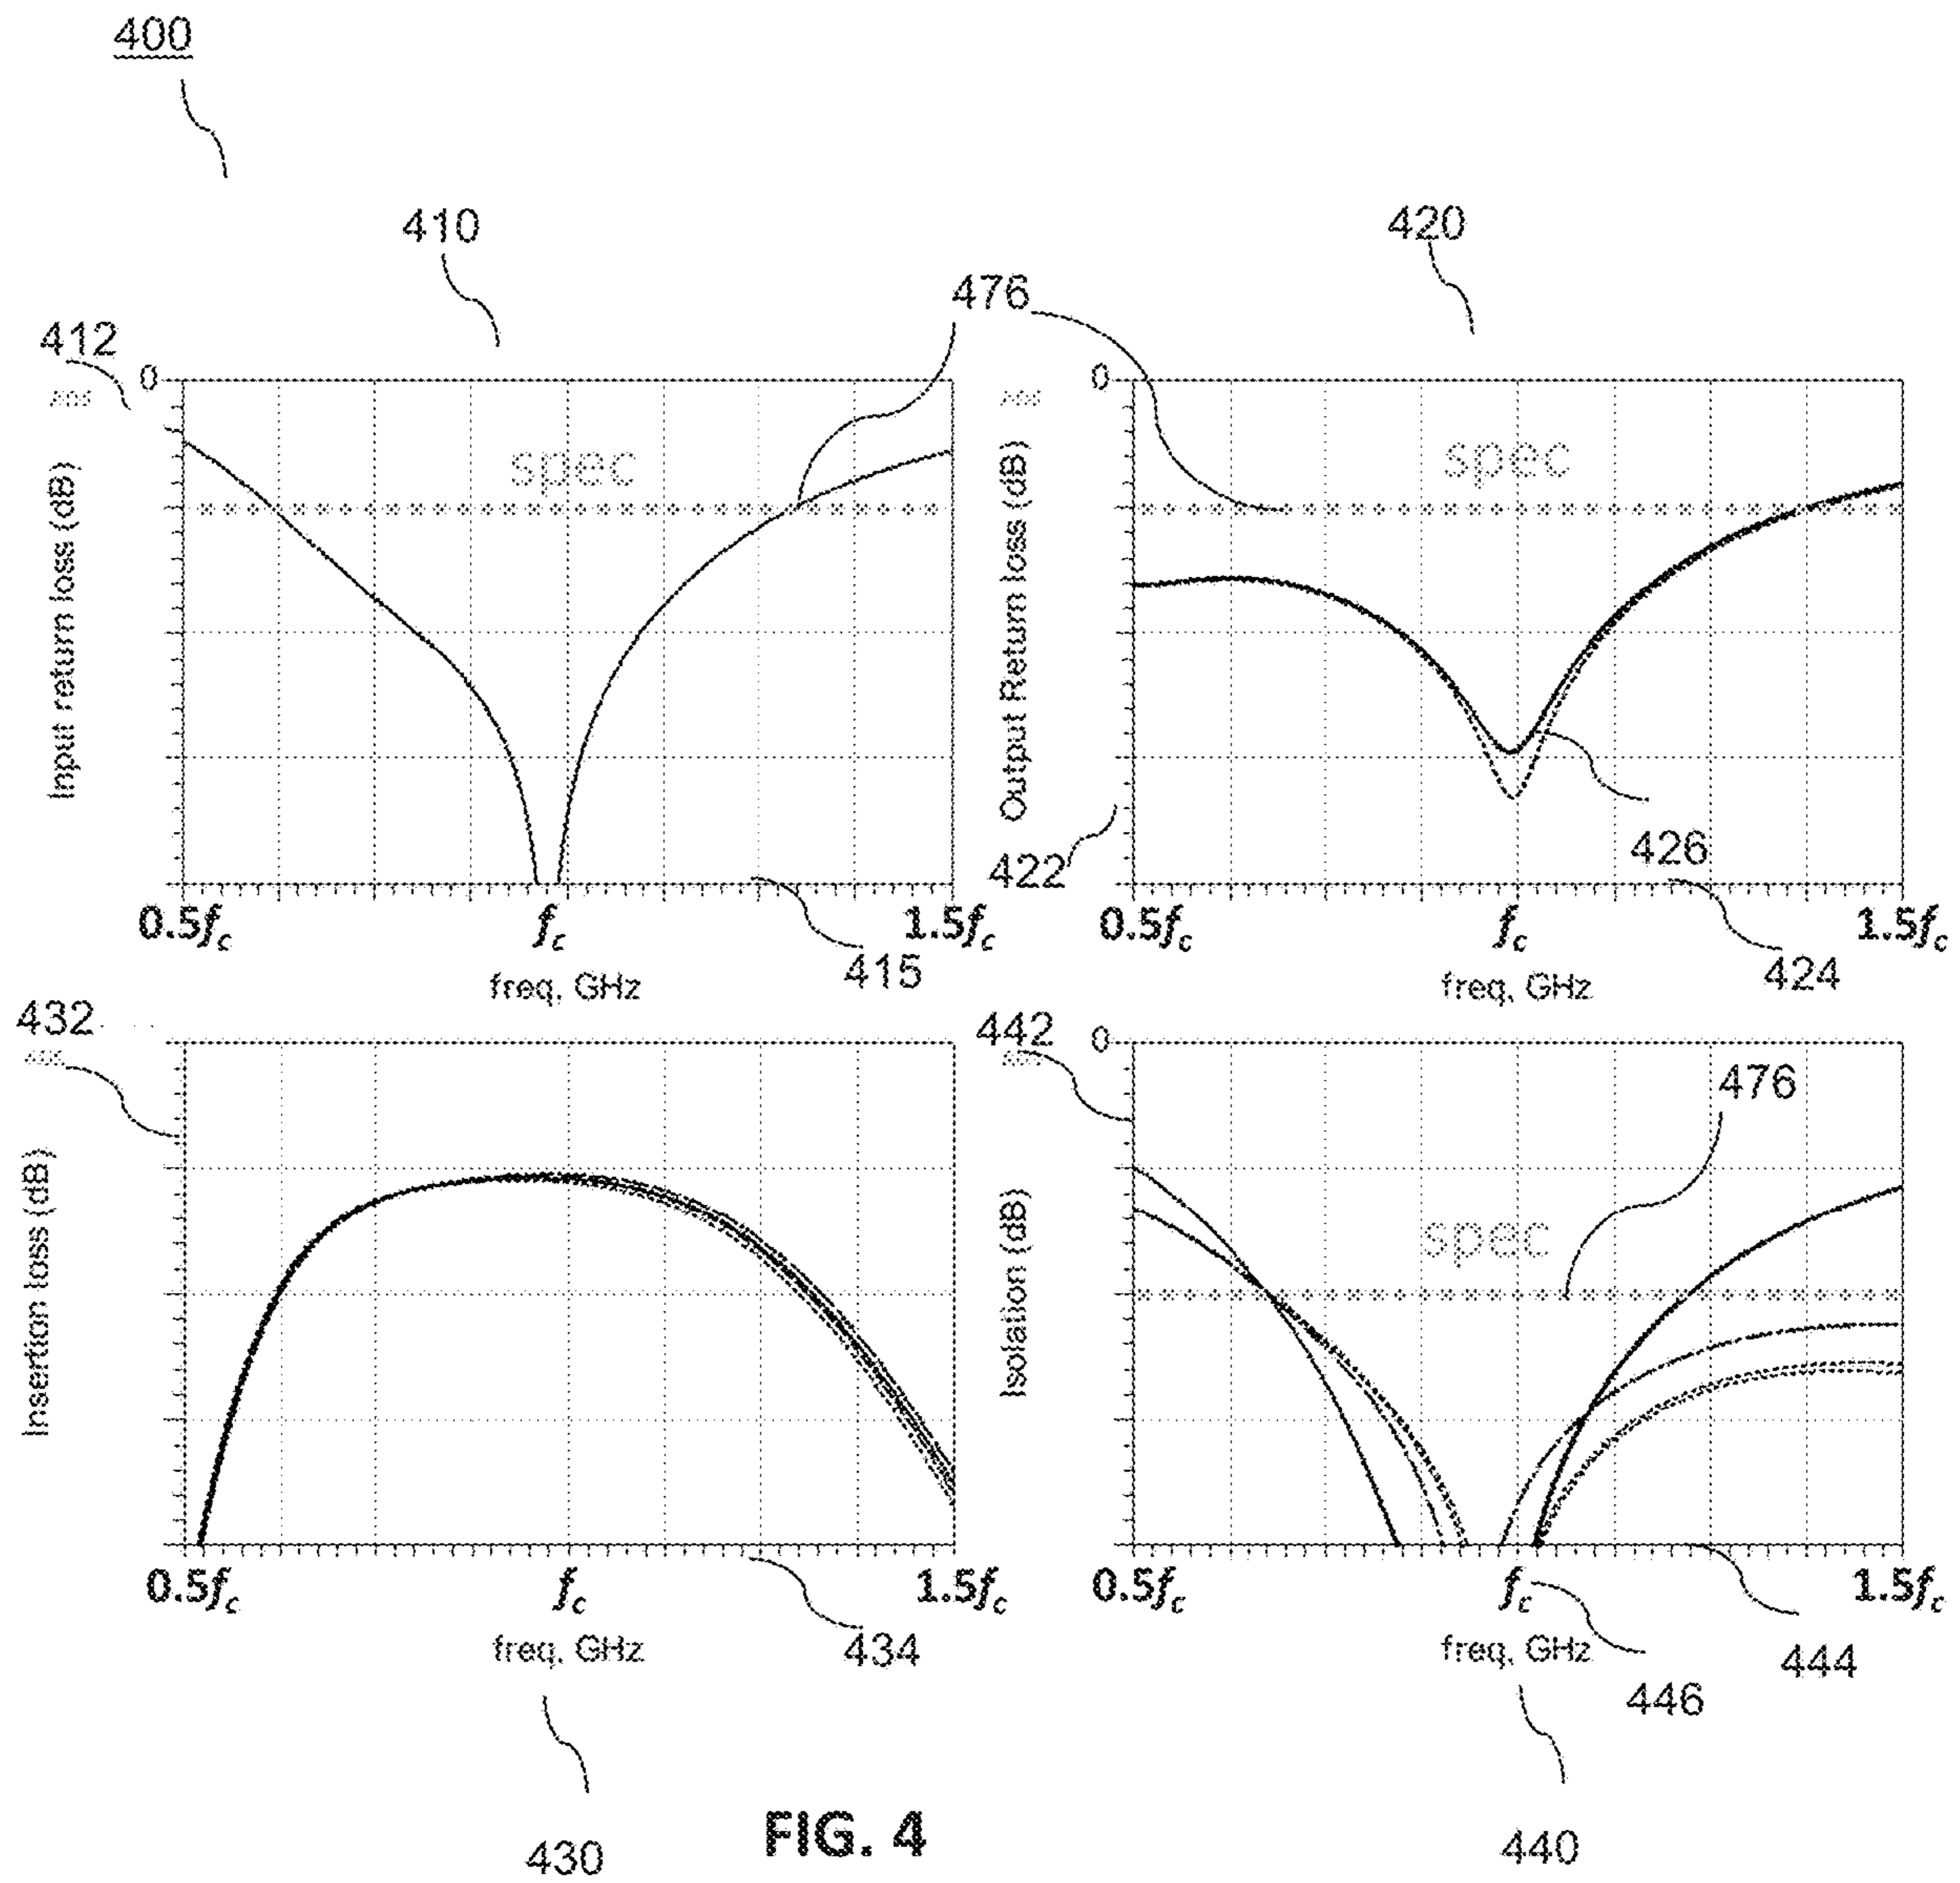 400
410
420
476
412
0
0
spec
spec
Input return loss (dB)
Output Return loss (dB)
426
422
0.5fc
fc
1.5fc
0.5fc
fc
1.5fc
415
424
freq, GHz
freq, GHz
432
442
0
476
spec
Insertion loss (dB)
Isolation (dB)
0.5fc
fc
1.5fc
0.5fc
fc
1.5fc
freq, GHz
434
freq, GHz
444
446
FIG. 4
430
440